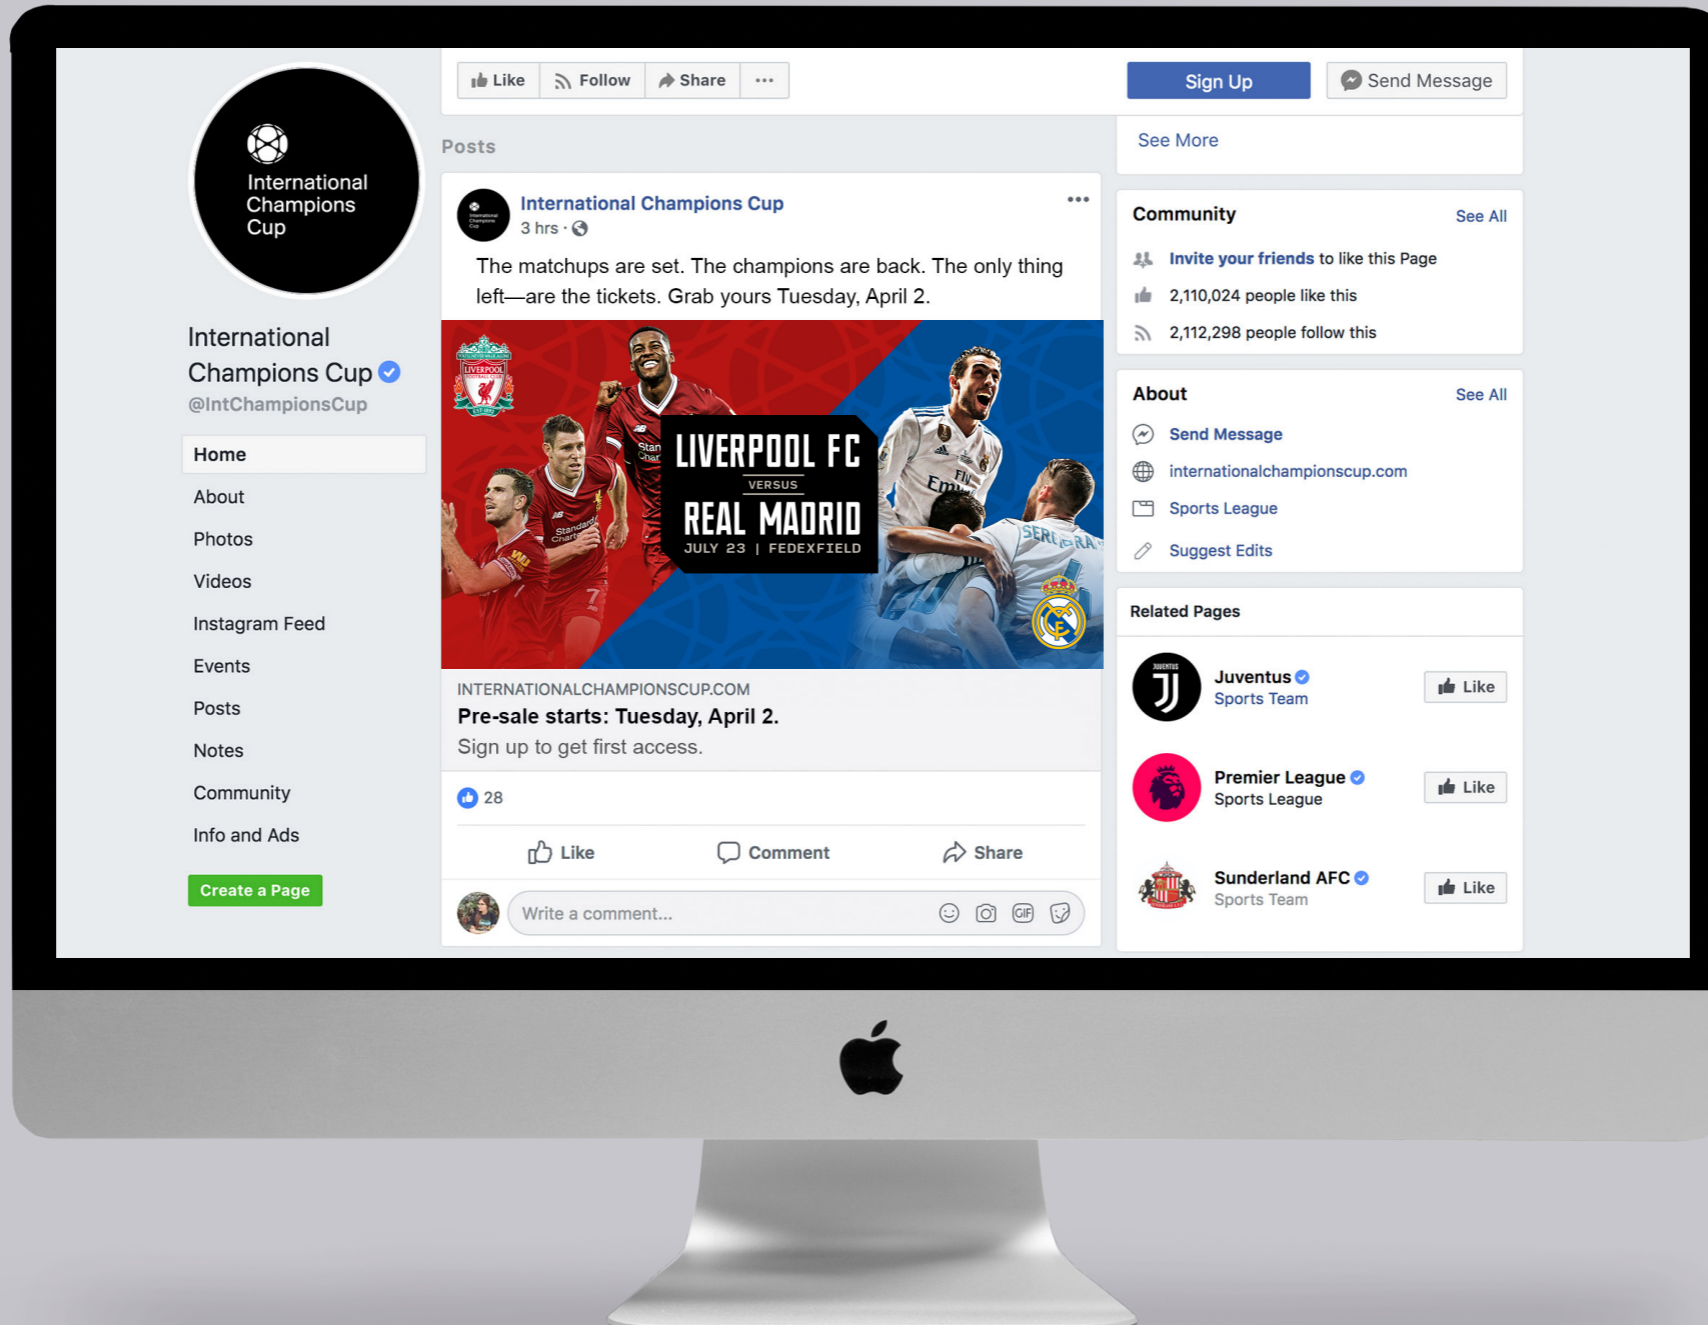 International
Champions
Cup
International
Champions Cup
@IntChampionsCup
Home
About
Photos
Videos
Instagram Feed
Events
Posts
Notes
Community
Info and Ads
Create a Page
Like
Follow
Share
Sign Up
Send Message
Posts
International Champions Cup
3 hrs ·
The matchups are set. The champions are back. The only thing
left—are the tickets. Grab yours Tuesday, April 2.
LIVERPOOL
LIVERPOOL FC
VERSUS
REAL MADRID
JULY 23 | FEDEXFIELD
Standard
7
INTERNATIONALCHAMPIONSCUP.COM
Pre-sale starts: Tuesday, April 2.
Sign up to get first access.
28
Like
Comment
Share
Write a comment...
GIF
See More
Community
See All
Invite your friends to like this Page
2,110,024 people like this
2,112,298 people follow this
About
See All
Send Message
internationalchampionscup.com
Sports League
Suggest Edits
Related Pages
JUVENTUS
Juventus
Sports Team
Like
Premier League
Sports League
Like
Sunderland AFC
Sports Team
Like